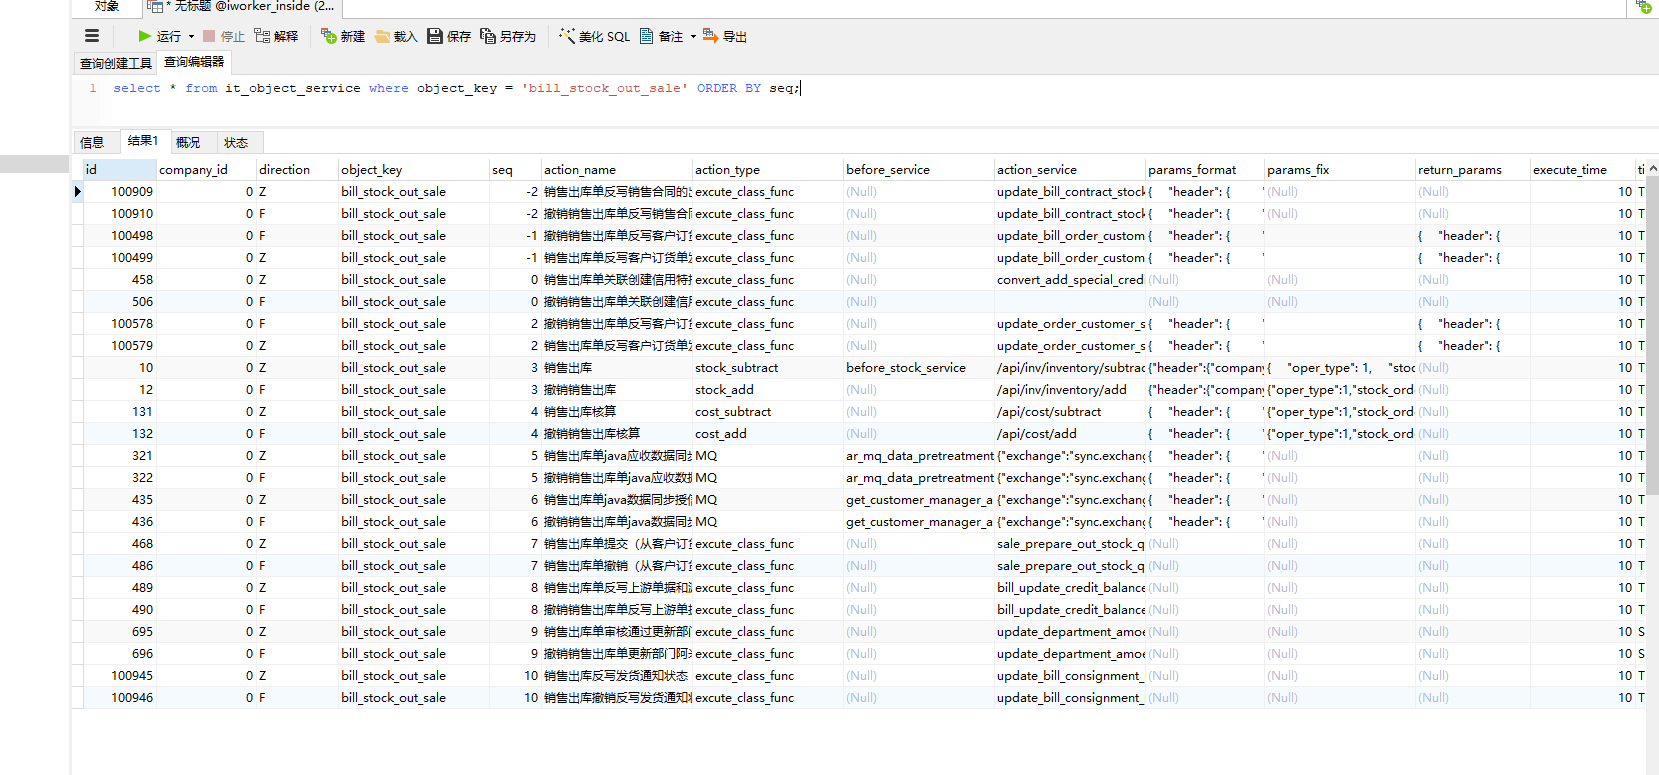 对象 * 无标题 @iworker_inside (2...
运行 停止 解释 新建 载入 保存 另存为 美化 SQL 备注 导出
查询创建工具 查询编辑器
1 select * from it_object_service where object_key = 'bill_stock_out_sale' ORDER BY seq;
信息 结果1 概况 状态
id company_id direction object_key seq action_name action_type before_service action_service params_format params_fix return_params execute_time ti
100909 0 Z bill_stock_out_sale -2 销售出库单反写销售合同的 excute_class_func (Null) update_bill_contract_stock { "header": { (Null) (Null) 10 T
100910 0 F bill_stock_out_sale -2 撤销销售出库单反写销售合同 excute_class_func (Null) update_bill_contract_stock { "header": { ' (Null) (Null) 10 T
100498 0 F bill_stock_out_sale -1 撤销销售出库单反写客户订货 excute_class_func (Null) update_bill_order_custom { "header": { ' { "header": { 10 T
100499 0 Z bill_stock_out_sale -1 销售出库单反写客户订货单 excute_class_func (Null) update_bill_order_custom { "header": { ' { "header": { 10 T
458 0 Z bill_stock_out_sale 0 销售出库单关联创建信用特 excute_class_func (Null) convert_add_special_credi (Null) (Null) (Null) 10 T
506 0 F bill_stock_out_sale 0 撤销销售出库单关联创建信 excute_class_func (Null) (Null) (Null) (Null) 10 T
100578 0 F bill_stock_out_sale 2 撤销销售出库单反写客户订货 excute_class_func (Null) update_order_customer_s { "header": { ' { "header": { 10 T
100579 0 Z bill_stock_out_sale 2 销售出库单反写客户订货单 excute_class_func (Null) update_order_customer_s { "header": { ' { "header": { 10 T
10 0 Z bill_stock_out_sale 3 销售出库 stock_subtract before_stock_service /api/inv/inventory/subtrac {"header":{"company { "oper_type": 1, "stoc (Null) 10 T
12 0 F bill_stock_out_sale 3 撤销销售出库 stock_add (Null) /api/inv/inventory/add {"header":{"company {"oper_type":1,"stock_ord (Null) 10 T
131 0 Z bill_stock_out_sale 4 销售出库核算 cost_subtract (Null) /api/cost/subtract { "header": { ' {"oper_type":1,"stock_ord (Null) 10 T
132 0 F bill_stock_out_sale 4 撤销销售出库核算 cost_add (Null) /api/cost/add { "header": { ' {"oper_type":1,"stock_ord (Null) 10 T
321 0 Z bill_stock_out_sale 5 销售出库单java应收数据同步 MQ ar_mq_data_pretreatment {"exchange":"sync.exchang { "header": { ' (Null) (Null) 10 T
322 0 F bill_stock_out_sale 5 撤销销售出库单java应收数据 MQ ar_mq_data_pretreatment {"exchange":"sync.exchang { "header": { ' (Null) (Null) 10 T
435 0 Z bill_stock_out_sale 6 销售出库单java数据同步授信 MQ get_customer_manager_a {"exchange":"sync.exchang { "header": { ' (Null) (Null) 10 T
436 0 F bill_stock_out_sale 6 撤销销售出库单java数据同步 MQ get_customer_manager_a {"exchange":"sync.exchang { "header": { ' (Null) (Null) 10 T
468 0 Z bill_stock_out_sale 7 销售出库单提交（从客户订货 excute_class_func (Null) sale_prepare_out_stock_q (Null) (Null) (Null) 10 T
486 0 F bill_stock_out_sale 7 销售出库单撤销（从客户订货 excute_class_func (Null) sale_prepare_out_stock_q (Null) (Null) (Null) 10 T
489 0 Z bill_stock_out_sale 8 销售出库单反写上游单据和 excute_class_func (Null) bill_update_credit_balance (Null) (Null) (Null) 10 T
490 0 F bill_stock_out_sale 8 撤销销售出库单反写上游单据 excute_class_func (Null) bill_update_credit_balance (Null) (Null) (Null) 10 T
695 0 Z bill_stock_out_sale 9 销售出库单审核通过更新部门 excute_class_func (Null) update_department_amoe (Null) (Null) (Null) 10 S
696 0 F bill_stock_out_sale 9 撤销销售出库单更新部门阿米 excute_class_func (Null) update_department_amoe (Null) (Null) (Null) 10 S
100945 0 Z bill_stock_out_sale 10 销售出库反写发货通知状态 excute_class_func (Null) update_bill_consignment_ (Null) (Null) (Null) 10 T
100946 0 F bill_stock_out_sale 10 销售出库撤销反写发货通知状 excute_class_func (Null) update_bill_consignment_ (Null) (Null) (Null) 10 T